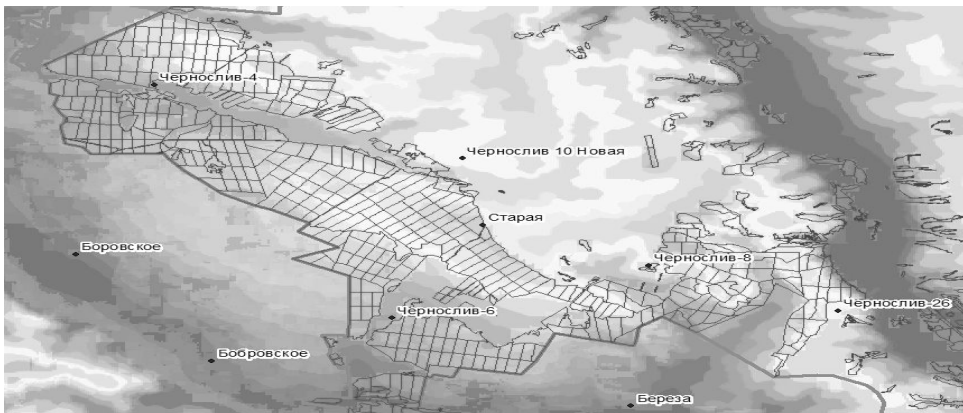 Чернослив-4
Чернослив 10 Новая
Старая
Боровское
Чернослив-8
Чернослив-26
Чернослив-6
Бобровское
Береза